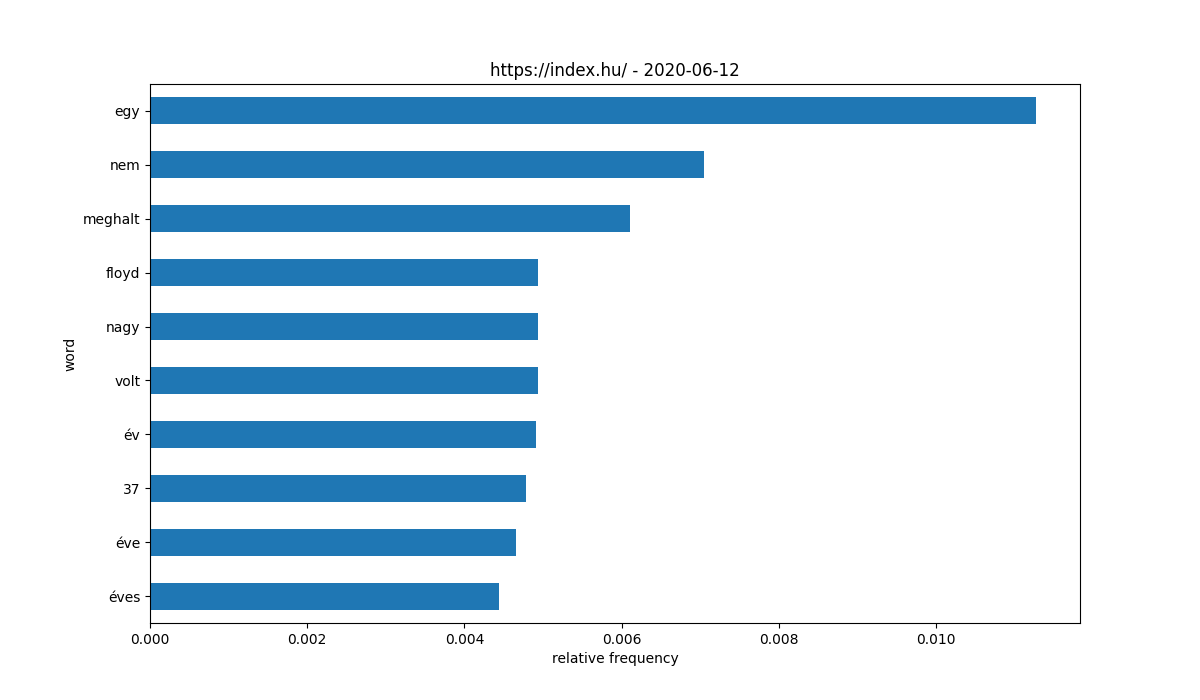 https://index.hu/ - 2020-06-12
egy
nem
meghalt
floyd
nagy
volt
év
37
éve
éves
word
0.000 0.002 0.004 0.006 0.008 0.010
relative frequency